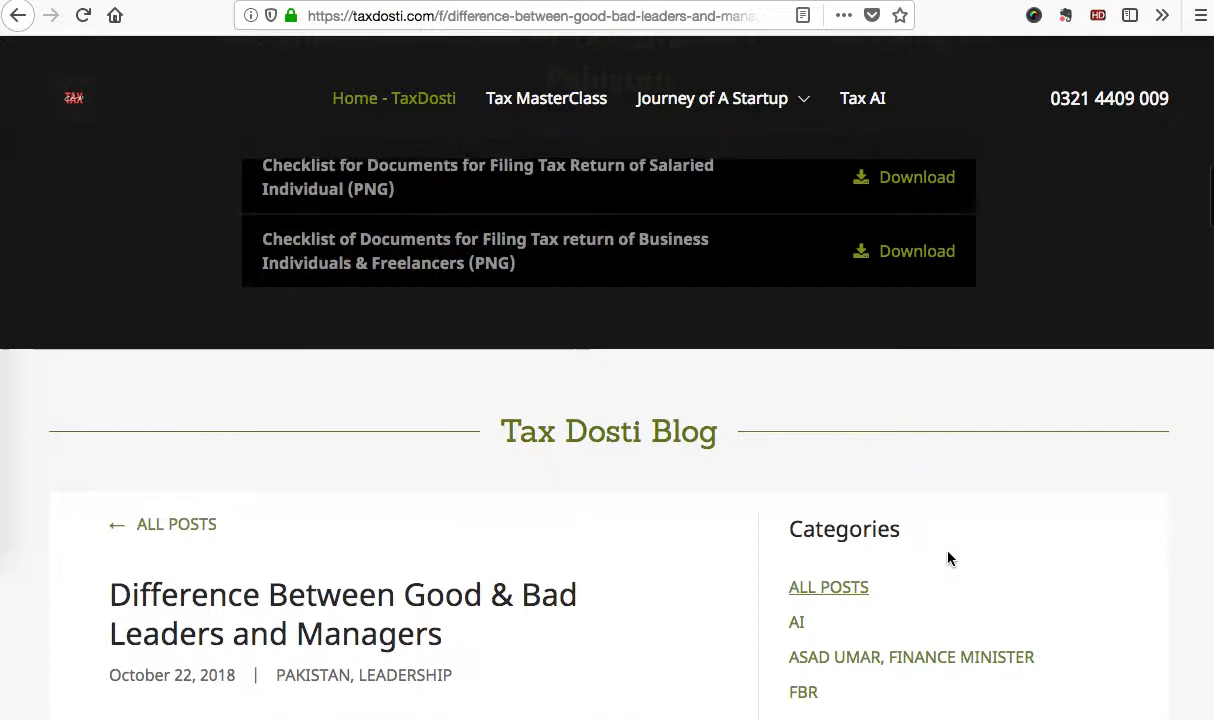 https://taxdosti.com/f/difference-between-good-bad-leaders-and-mana
HD
TAX
Home - TaxDosti
Tax MasterClass
Journey of A Startup
Tax AI
0321 4409 009
Pakistan
Checklist for Documents for Filing Tax Return of Salaried
Individual (PNG)
Download
Checklist of Documents for Filing Tax return of Business
Individuals & Freelancers (PNG)
Download
Tax Dosti Blog
← ALL POSTS
Difference Between Good & Bad
Leaders and Managers
October 22, 2018 | PAKISTAN, LEADERSHIP
Categories
ALL POSTS
AI
ASAD UMAR, FINANCE MINISTER
FBR